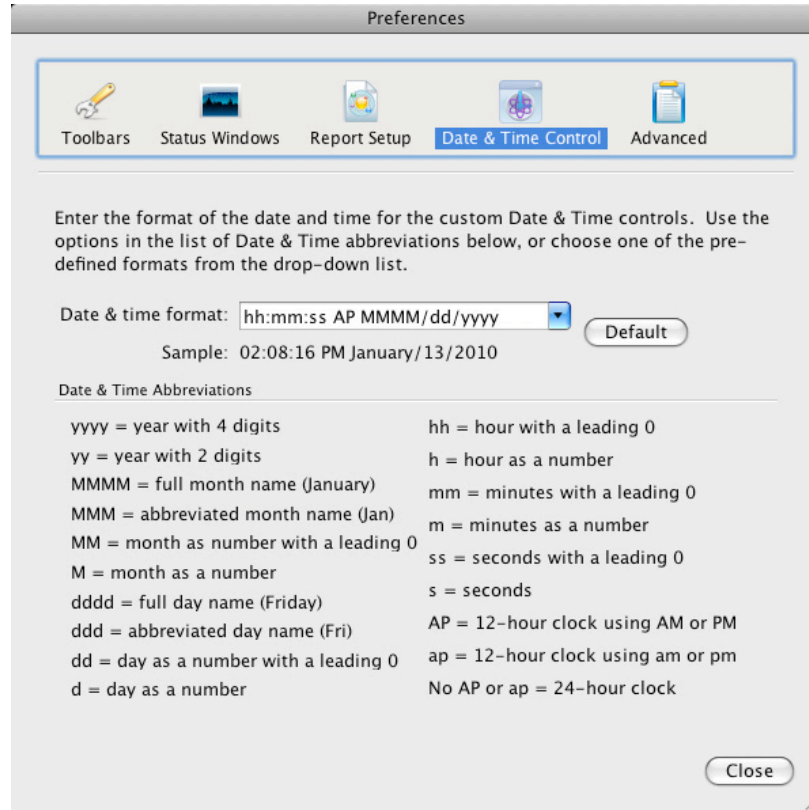 Preferences
Toolbars Status Windows Report Setup Date & Time Control Advanced
Enter the format of the date and time for the custom Date & Time controls. Use the
options in the list of Date & Time abbreviations below, or choose one of the pre-
defined formats from the drop-down list.
Date & time format: hh:mm:ss AP MMMM/dd/yyyy
Default
Sample: 02:08:16 PM January/13/2010
Date & Time Abbreviations
yyyy = year with 4 digits
yy = year with 2 digits
MMMM = full month name (January)
MMM = abbreviated month name (Jan)
MM = month as number with a leading 0
M = month as a number
dddd = full day name (Friday)
ddd = abbreviated day name (Fri)
dd = day as a number with a leading 0
d = day as a number
hh = hour with a leading 0
h = hour as a number
mm = minutes with a leading 0
m = minutes as a number
ss = seconds with a leading 0
s = seconds
AP = 12-hour clock using AM or PM
ap = 12-hour clock using am or pm
No AP or ap = 24-hour clock
Close